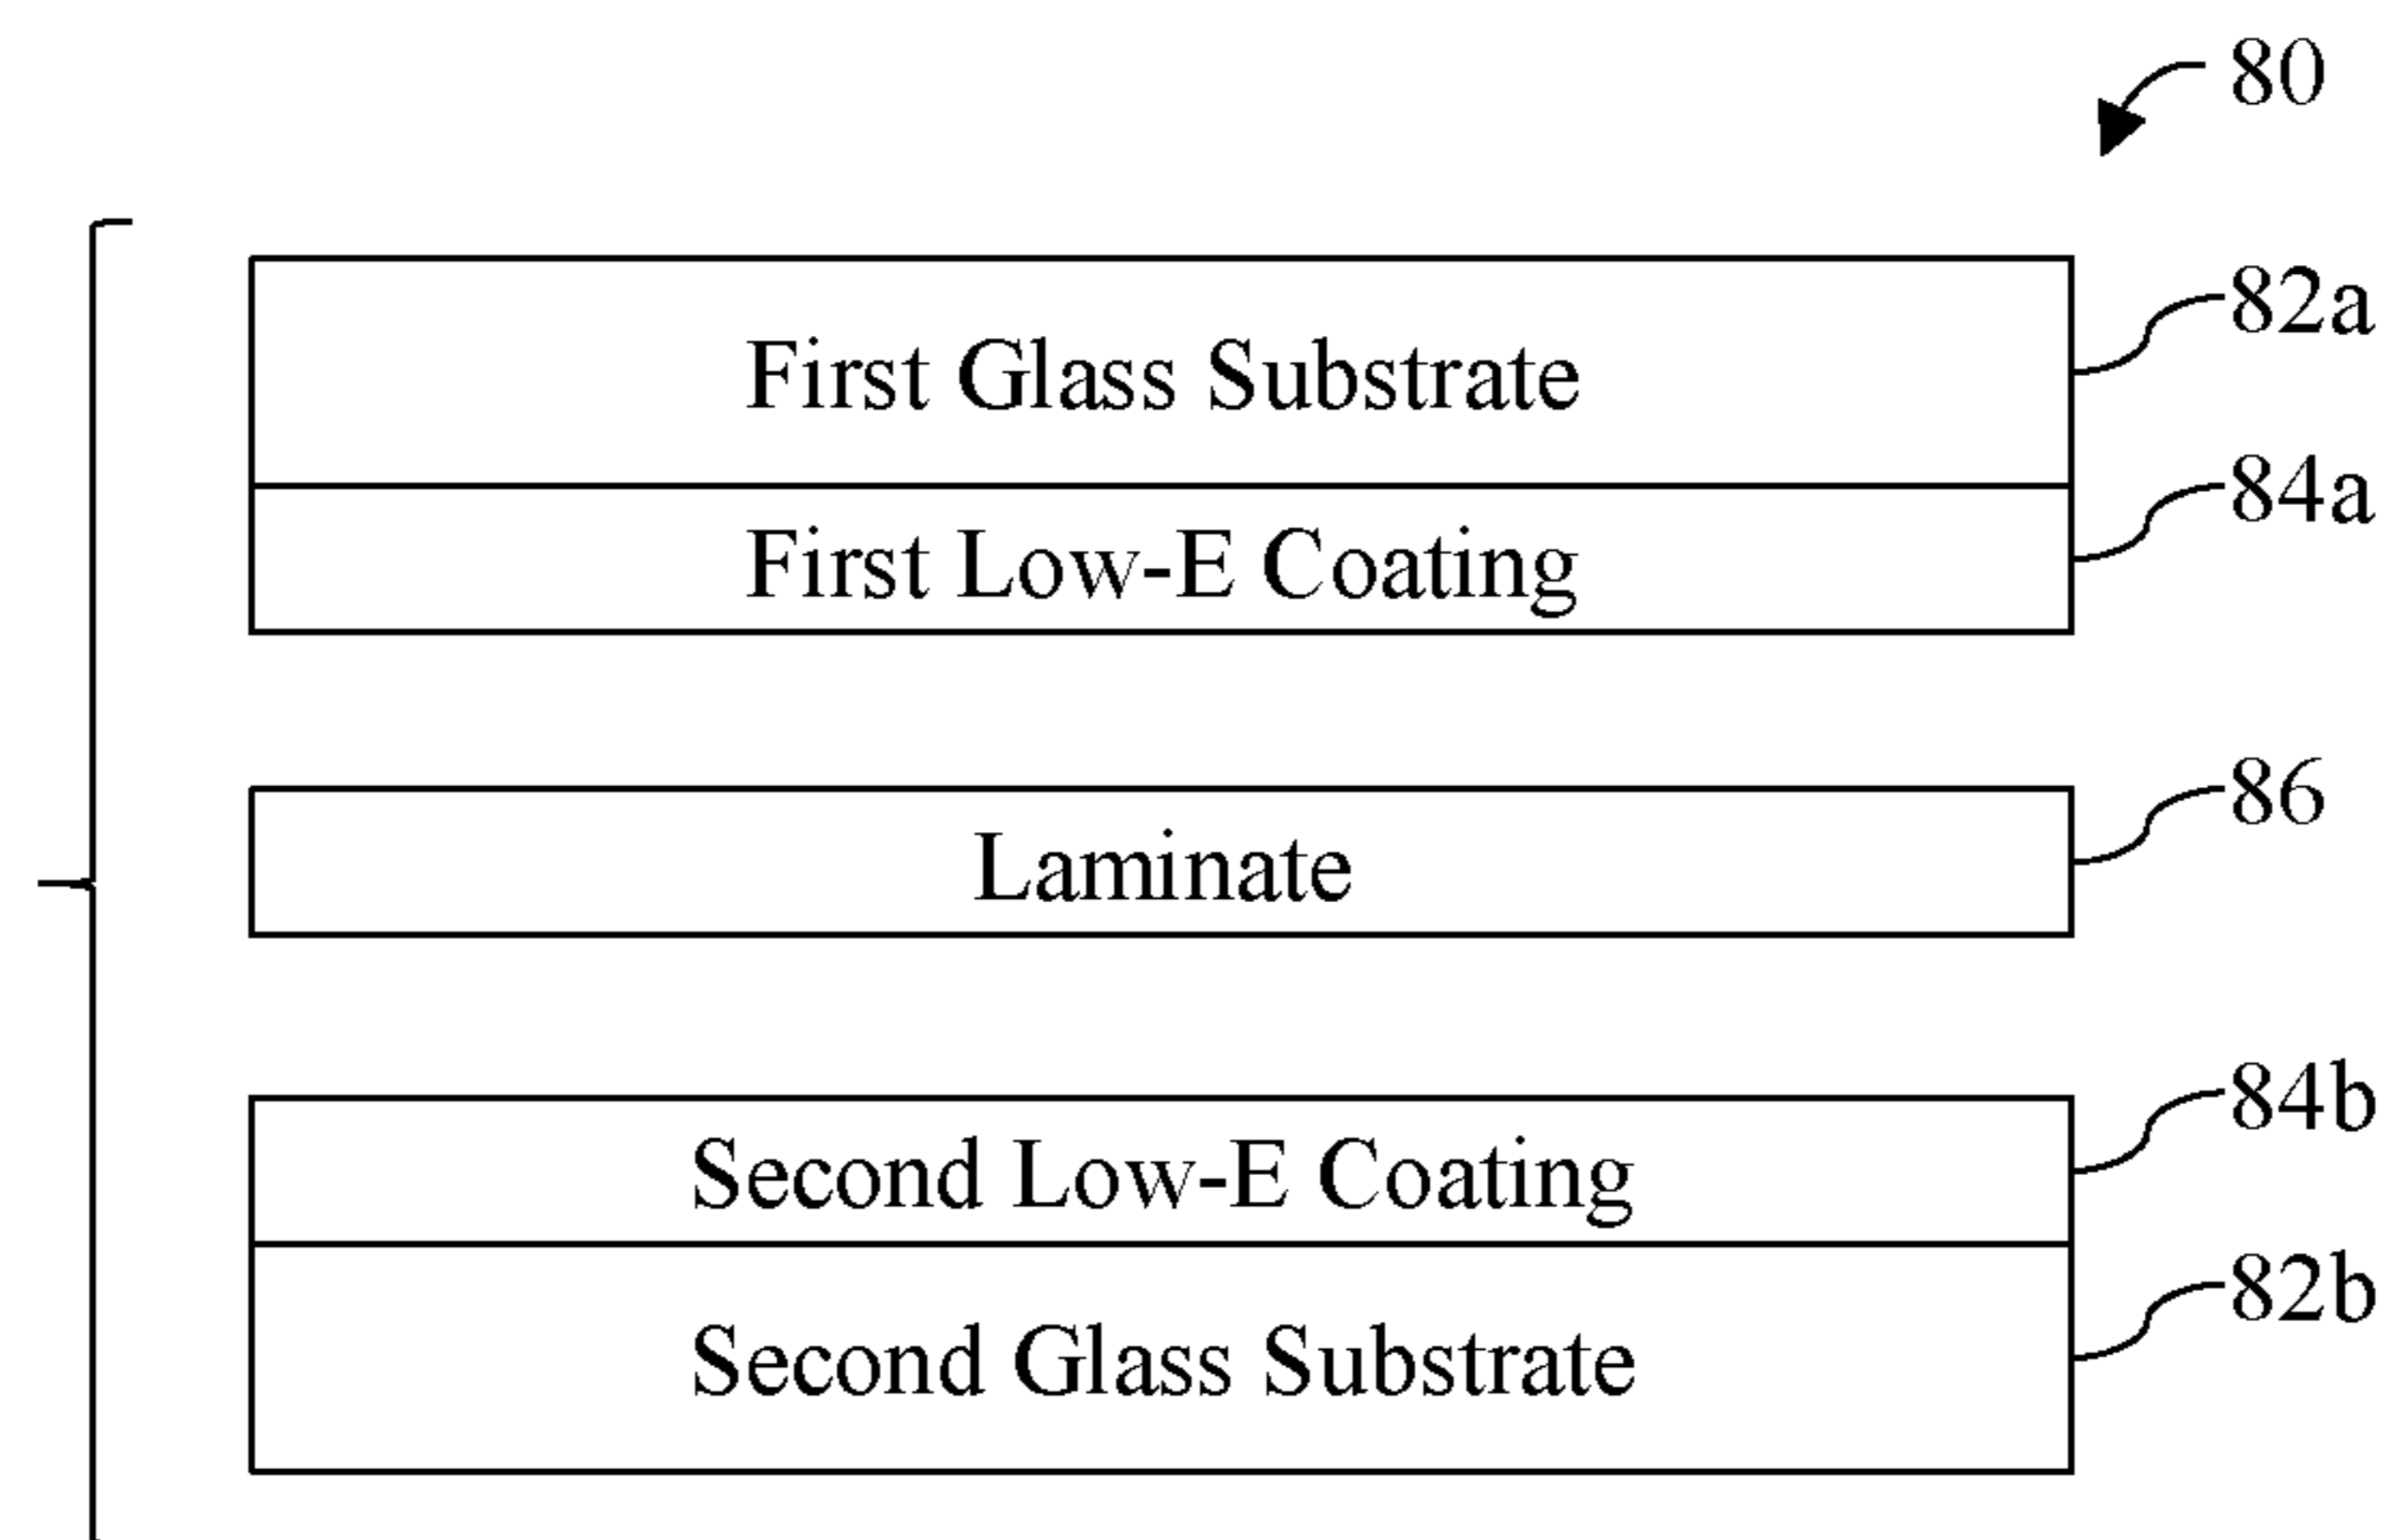 80
First Glass Substrate
82a
First Low-E Coating
84a
Laminate
86
Second Low-E Coating
84b
Second Glass Substrate
82b